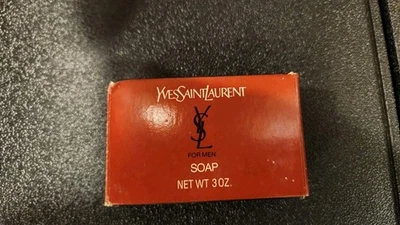 YVESSAINTLAURENT
YSL
FOR MEN
SOAP
NET WT 3 OZ.